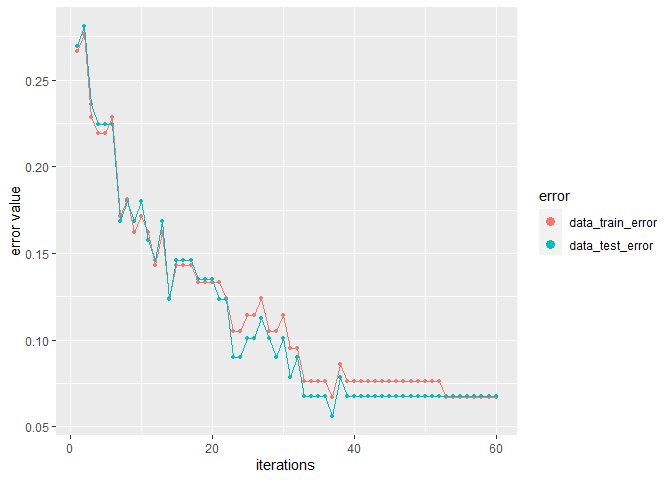 error value
0.25
0.20
0.15
0.10
0.05
0
20
40
60
iterations
error
data_train_error
data_test_error